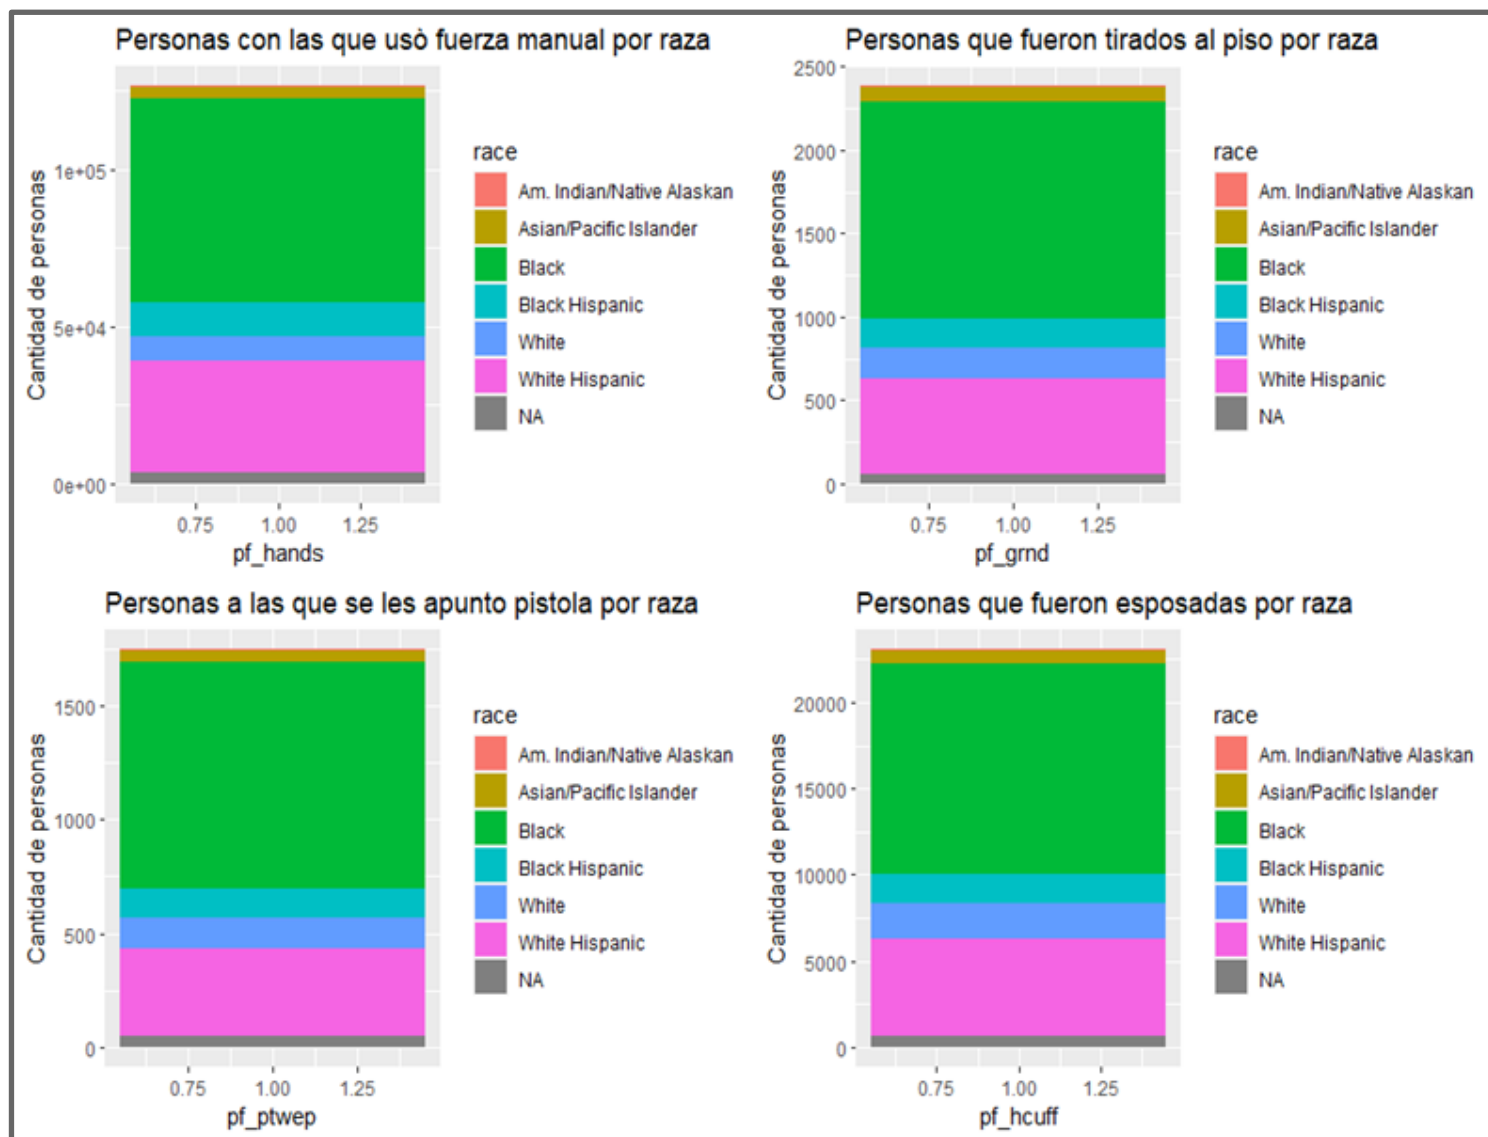 Personas con las que usò fuerza manual por raza
Cantidad de personas
1e+05
5e+04
0e+00
0.75 1.00 1.25
pf_hands
race
Am. Indian/Native Alaskan
Asian/Pacific Islander
Black
Black Hispanic
White
White Hispanic
NA
Personas que fueron tirados al piso por raza
Cantidad de personas
2500
2000
1500
1000
500
0
0.75 1.00 1.25
pf_grnd
race
Am. Indian/Native Alaskan
Asian/Pacific Islander
Black
Black Hispanic
White
White Hispanic
NA
Personas a las que se les apunto pistola por raza
Cantidad de personas
1500
1000
500
0
0.75 1.00 1.25
pf_ptwep
race
Am. Indian/Native Alaskan
Asian/Pacific Islander
Black
Black Hispanic
White
White Hispanic
NA
Personas que fueron esposadas por raza
Cantidad de personas
20000
15000
10000
5000
0
0.75 1.00 1.25
pf_hcuff
race
Am. Indian/Native Alaskan
Asian/Pacific Islander
Black
Black Hispanic
White
White Hispanic
NA